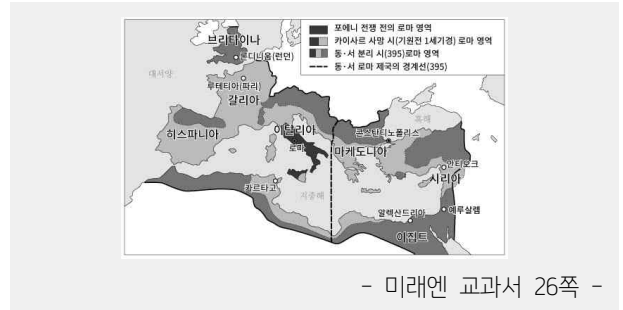 포에니 전쟁 전의 로마 영역
카이사르 사망 시(기원전 1세기경) 로마 영역
동·서 분리 시(395)로마 영역
동·서 로마 제국의 경계선(395)
브리타이나
론디니움(런던)
대서양
루테티아(파리)
갈리아
히스파니아
이탈리아
로마
콘스탄티노폴리스
흑해
마케도니아
안티오크
시리아
카르타고
지중해
알렉산드리아
예루살렘
이집트
- 미래엔 교과서 26쪽 -